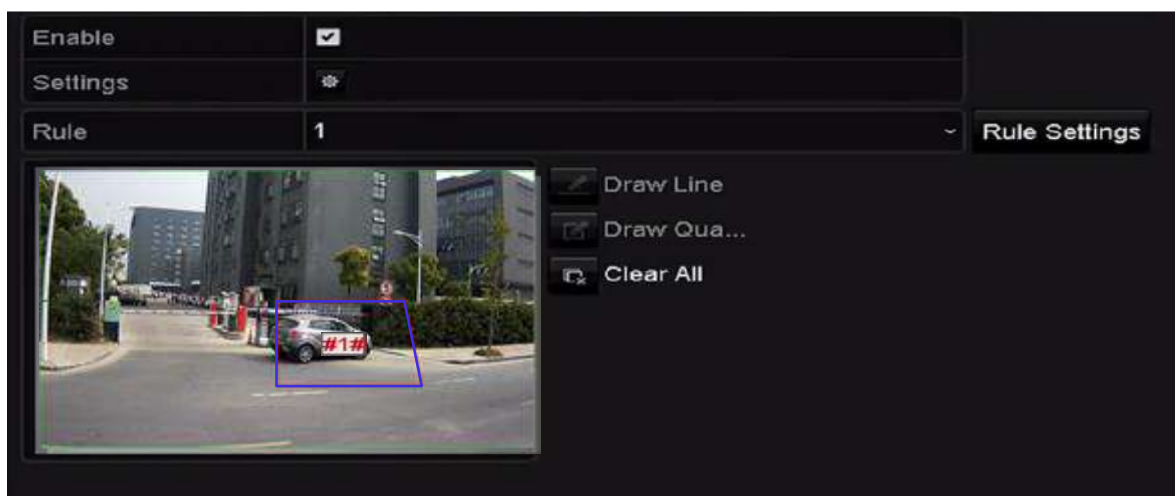 Enable
Settings
Rule 1 Rule Settings
Draw Line
Draw Qua...
Clear All
#1#